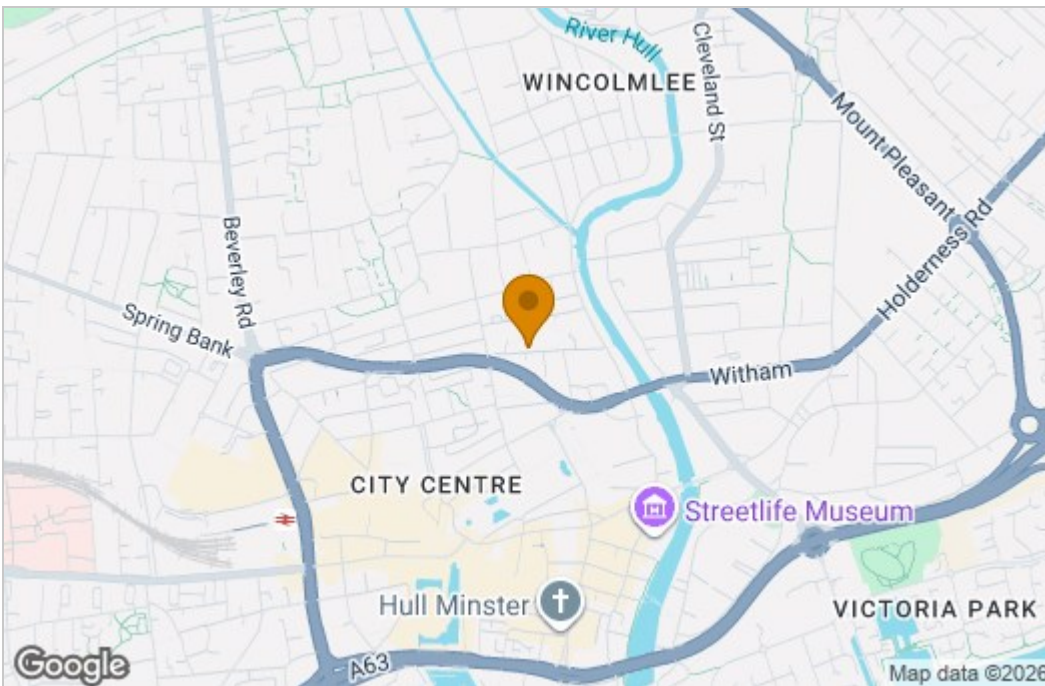 River Hull
WINCOLMLEE
Cleveland St
Mount Pleasant
Holderness Rd
Beverley Rd
Spring Bank
Witham
CITY CENTRE
Streetlife Museum
Hull Minster
VICTORIA PARK
A63
Google
Map data ©2026